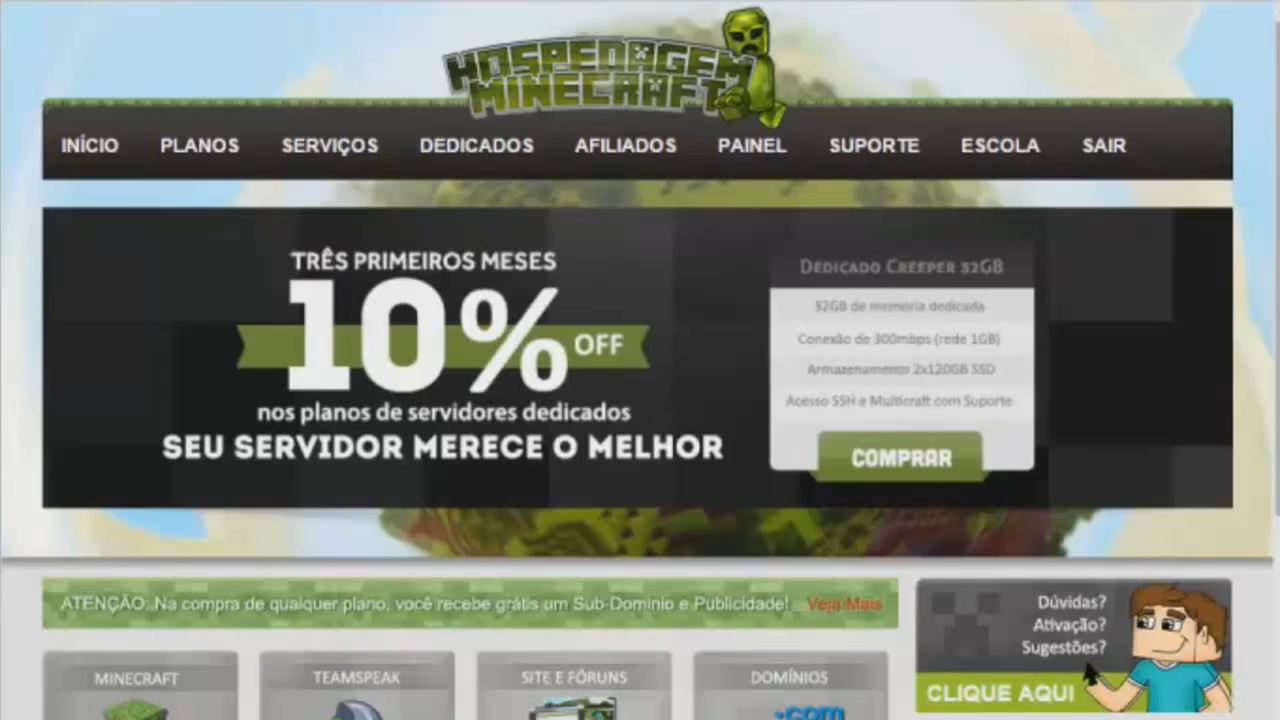 HOSPEDAGEM
MINECRAFT
INÍCIO PLANOS SERVIÇOS DEDICADOS AFILIADOS PAINEL SUPORTE ESCOLA SAIR
TRÊS PRIMEIROS MESES
10% OFF
nos planos de servidores dedicados
SEU SERVIDOR MERECE O MELHOR
DEDICADO CREEPER 32GB
32GB de memória dedicada
Conexão de 300mbps (rede 1GB)
Armazenamento 2x120GB SSD
Acesso SSH e Multicraft com Suporte
COMPRAR
ATENÇÃO: Na compra de qualquer plano, você recebe grátis um Sub-Domínio e Publicidade! Veja Mais
Dúvidas?
Ativação?
Sugestões?
CLIQUE AQUI
MINECRAFT
TEAMSPEAK
SITE E FÓRUNS
DOMÍNIOS
.com